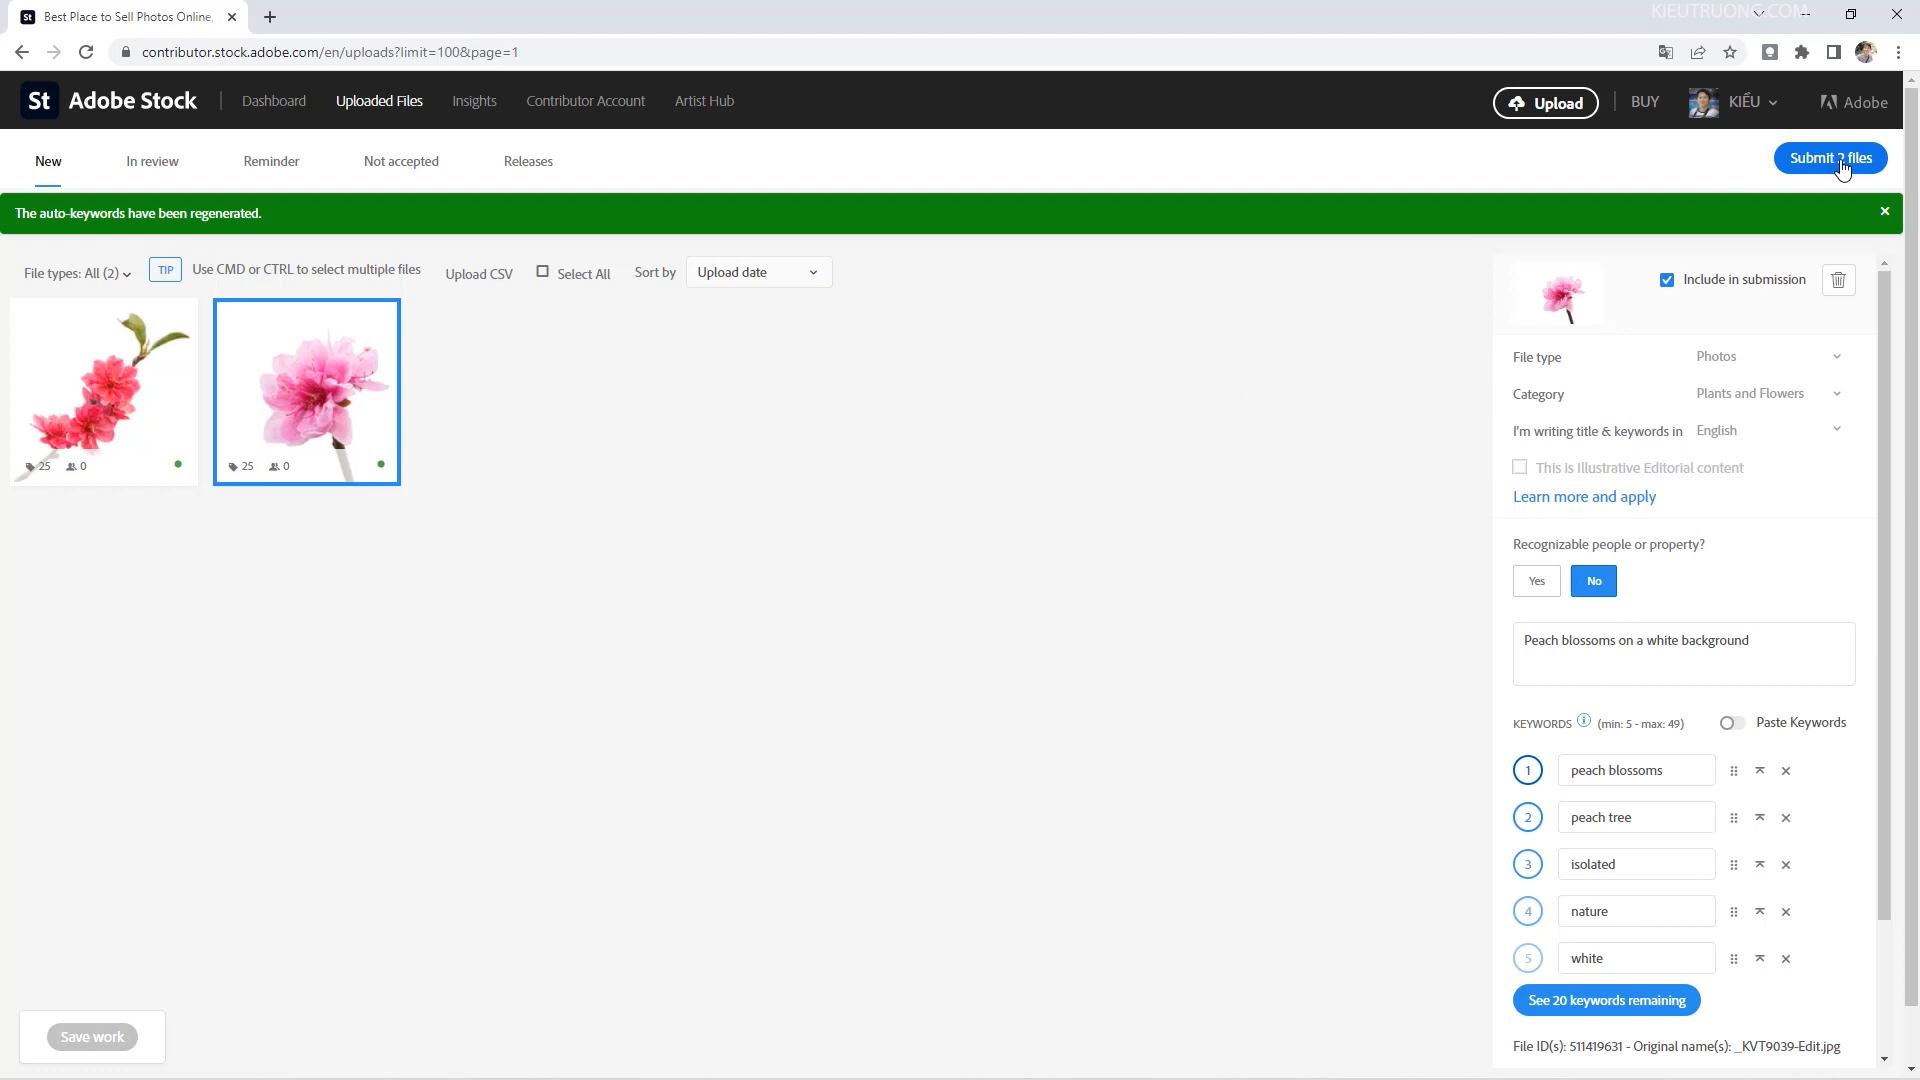 Best Place to Sell Photos Online,
KIEUTRUONG.COM
contributor.stock.adobe.com/en/uploads?limit=100&page=1
St Adobe Stock
Dashboard
Uploaded Files
Insights
Contributor Account
Artist Hub
Upload
BUY
KIỀU
Adobe
New
In review
Reminder
Not accepted
Releases
Submit 2 files
The auto-keywords have been regenerated.
File types: All (2)
TIP
Use CMD or CTRL to select multiple files
Upload CSV
Select All
Sort by
Upload date
25 0
25 0
Include in submission
File type
Photos
Category
Plants and Flowers
I'm writing title & keywords in
English
This is Illustrative Editorial content
Learn more and apply
Recognizable people or property?
Yes
No
Peach blossoms on a white background
KEYWORDS (min: 5 - max: 49)
Paste Keywords
1 peach blossoms
2 peach tree
3 isolated
4 nature
5 white
See 20 keywords remaining
Save work
File ID(s): 511419631 - Original name(s): _KVT9039-Edit.jpg